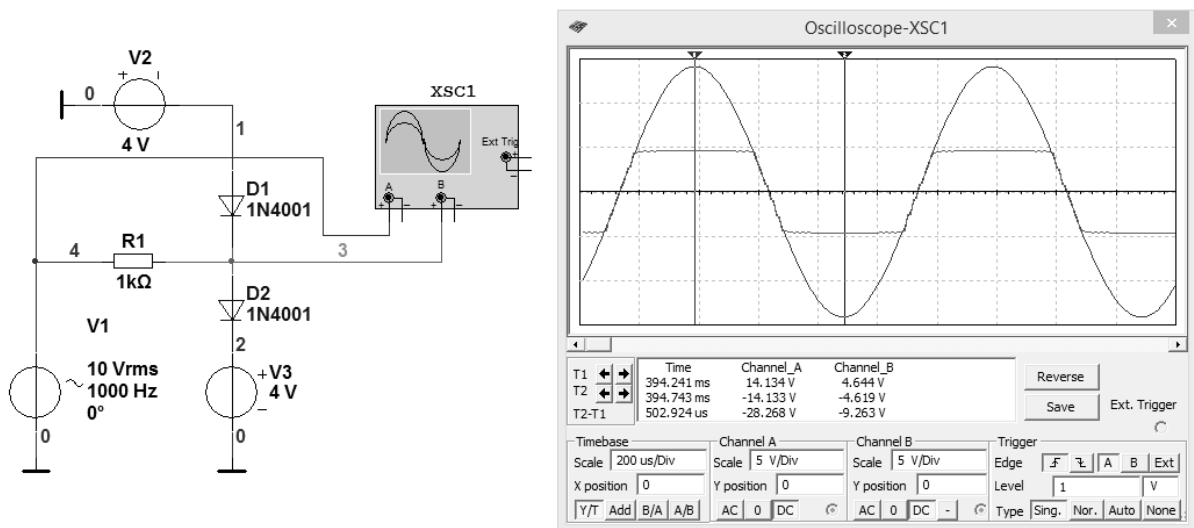 V2
+ -
0
4 V
1
XSC1
Ext Trig
+
-
A
B
+ -
+ -
D1
1N4001
4
R1
1kΩ
3
D2
1N4001
2
V1
10 Vrms
1000 Hz
0°
0
+
V3
4 V
-
0
Oscilloscope-XSC1
1
2
T1
T2
T2-T1
Time Channel_A Channel_B
394.241 ms 14.134 V 4.644 V
394.743 ms -14.133 V -4.619 V
502.924 us -28.268 V -9.263 V
Reverse
Save
Ext. Trigger
Timebase
Scale 200 us/Div
X position 0
Y/T Add B/A A/B
Channel A
Scale 5 V/Div
Y position 0
AC 0 DC
Channel B
Scale 5 V/Div
Y position 0
AC 0 DC -
Trigger
Edge A B Ext
Level 1 V
Type Sing. Nor. Auto None